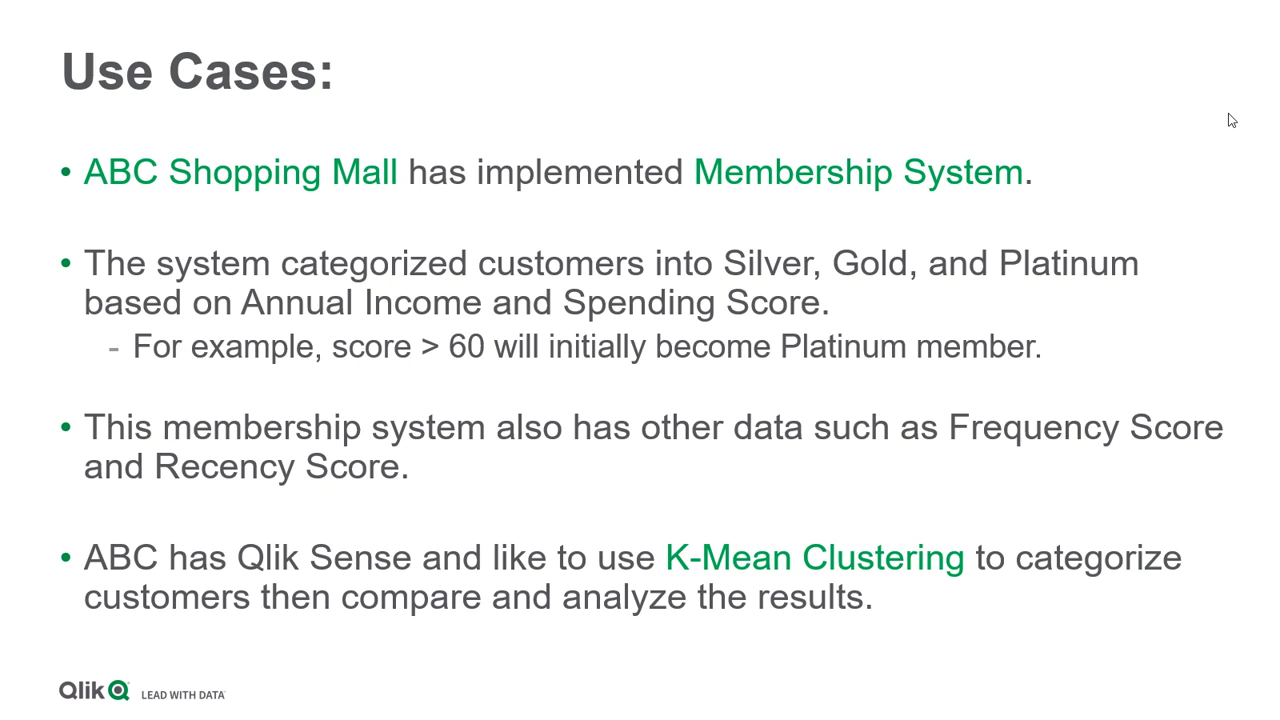 Use Cases:
• ABC Shopping Mall has implemented Membership System.
• The system categorized customers into Silver, Gold, and Platinum
based on Annual Income and Spending Score.
- For example, score > 60 will initially become Platinum member.
• This membership system also has other data such as Frequency Score
and Recency Score.
• ABC has Qlik Sense and like to use K-Mean Clustering to categorize
customers then compare and analyze the results.
Qlik LEAD WITH DATA